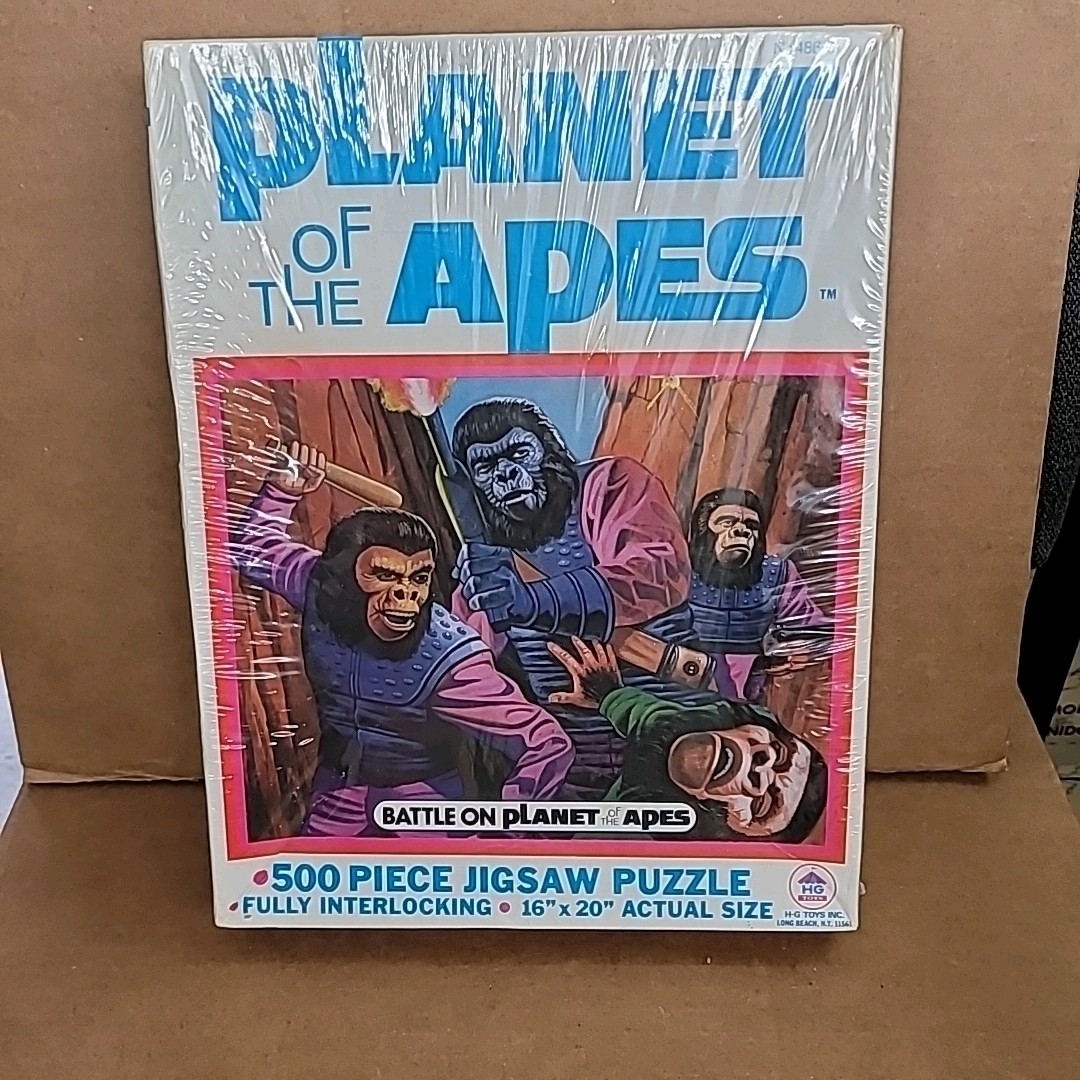 PLANET
OF
THE APES ™
BATTLE ON PLANET OF THE APES
•500 PIECE JIGSAW PUZZLE
•FULLY INTERLOCKING • 16" x 20" ACTUAL SIZE
HG
TOYS
H-G TOYS INC.
LONG BEACH, N.Y. 11561